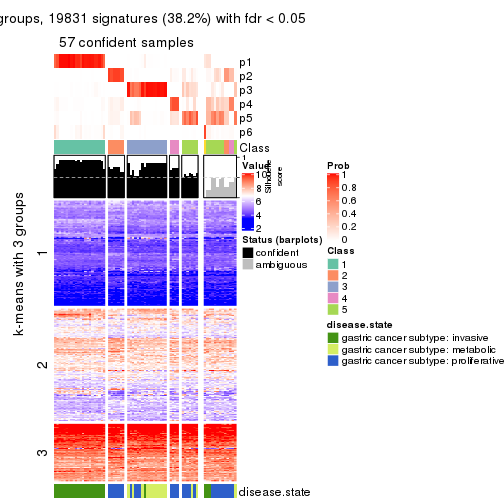 groups, 19831 signatures (38.2%) with fdr < 0.05
57 confident samples
p1
p2
p3
p4
p5
p6
Class
1
Silhouette
score
k-means with 3 groups
1
2
3
disease.state
Value
10
8
6
4
2
Status (barplots)
confident
ambiguous
Prob
1
0.8
0.6
0.4
0.2
0
Class
1
2
3
4
5
disease.state
gastric cancer subtype: invasive
gastric cancer subtype: metabolic
gastric cancer subtype: proliferative